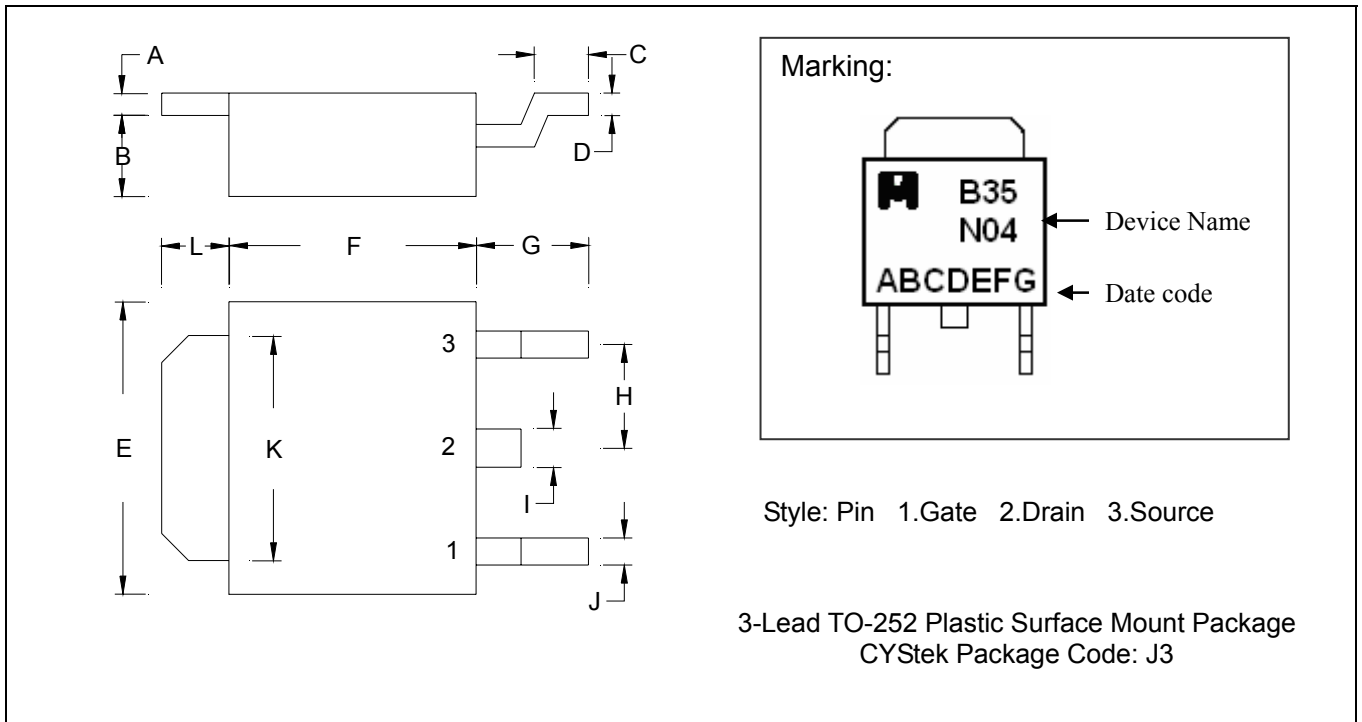 A
C
B
D
L
F
G
3
H
E
K
2
I
1
J
Marking:
B35
N04
ABCDEFG
Device Name
Date code
Style: Pin 1.Gate 2.Drain 3.Source
3-Lead TO-252 Plastic Surface Mount Package
CYStek Package Code: J3